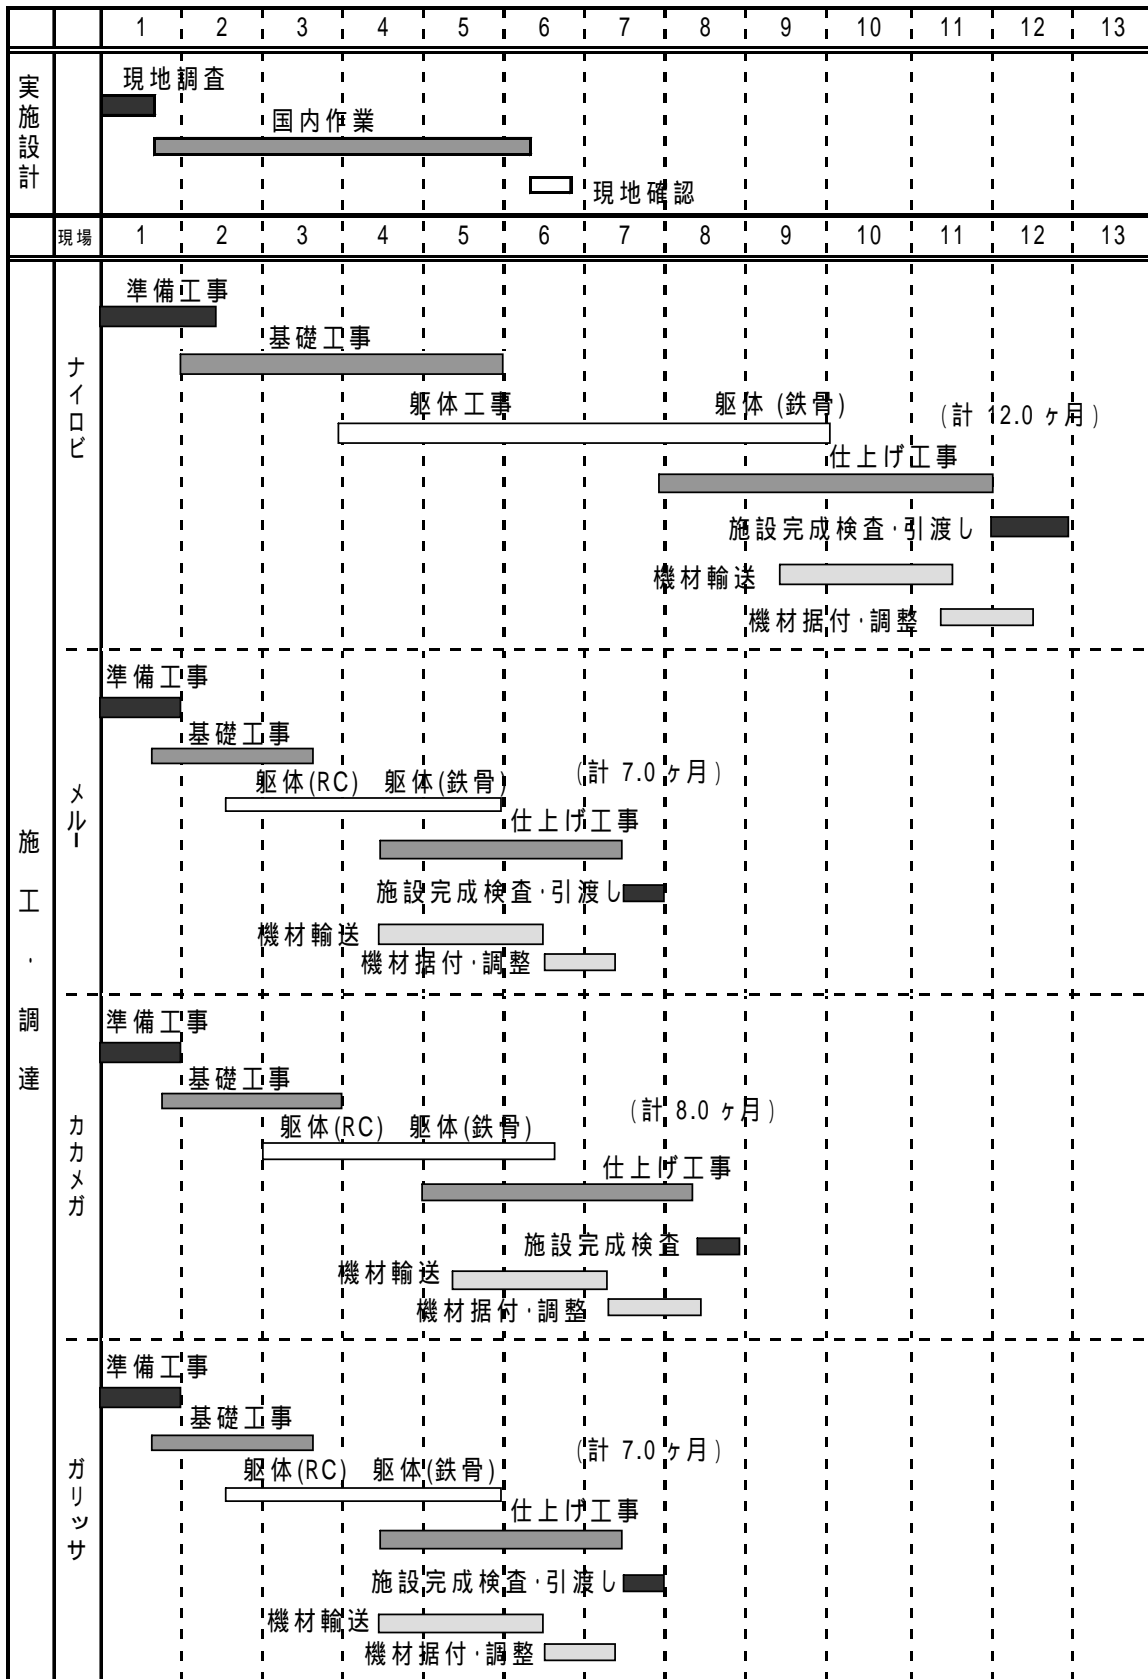 1 2 3 4 5 6 7 8 9 10 11 12 13
実施設計
現地調査
国内作業
現地確認
現場 1 2 3 4 5 6 7 8 9 10 11 12 13
施工・調達
ナイロビ
準備工事
基礎工事
躯体工事 躯体(鉄骨) (計 12.0 ヶ月)
仕上げ工事
施設完成検査・引渡し
機材輸送
機材据付・調整
メルー
準備工事
基礎工事
躯体(RC) 躯体(鉄骨) (計 7.0 ヶ月)
仕上げ工事
施設完成検査・引渡し
機材輸送
機材据付・調整
カカメガ
準備工事
基礎工事
躯体(RC) 躯体(鉄骨) (計 8.0 ヶ月)
仕上げ工事
施設完成検査
機材輸送
機材据付・調整
ガリッサ
準備工事
基礎工事
躯体(RC) 躯体(鉄骨) (計 7.0 ヶ月)
仕上げ工事
施設完成検査・引渡し
機材輸送
機材据付・調整